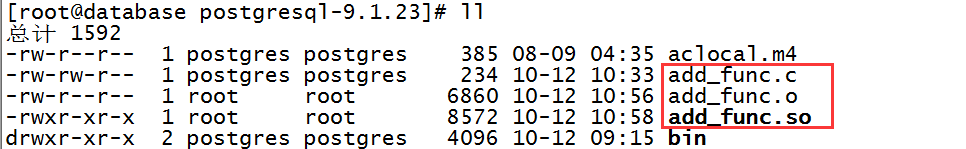 [root@database postgresql-9.1.23]# ll
总计 1592
-rw-r--r--  1 postgres postgres    385 08-09 04:35 aclocal.m4
-rw-rw-r--  1 postgres postgres    234 10-12 10:33 add_func.c
-rw-r--r--  1 root     root       6860 10-12 10:56 add_func.o
-rwxr-xr-x  1 root     root       8572 10-12 10:58 add_func.so
drwxr-xr-x  2 postgres postgres   4096 10-12 09:15 bin